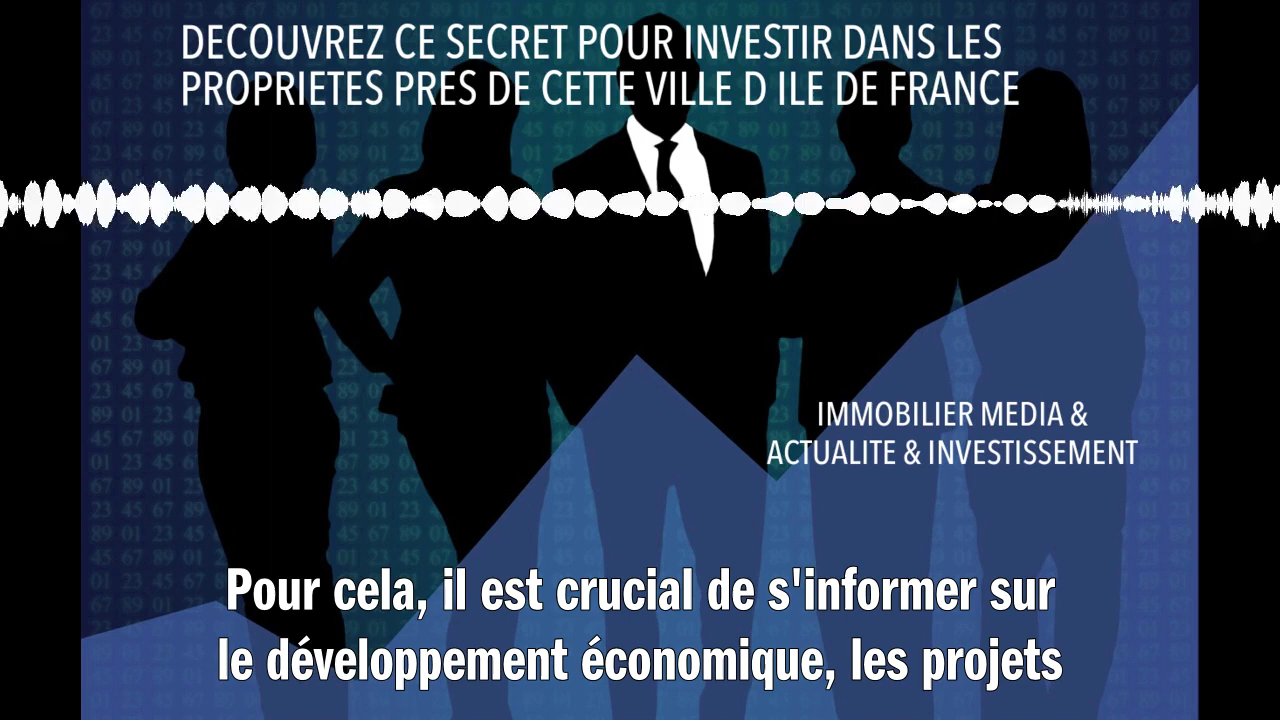 DECOUVREZ CE SECRET POUR INVESTIR DANS LES
PROPRIETES PRES DE CETTE VILLE D ILE DE FRANCE
IMMOBILIER MEDIA &
ACTUALITE & INVESTISSEMENT
Pour cela, il est crucial de s'informer sur
le développement économique, les projets